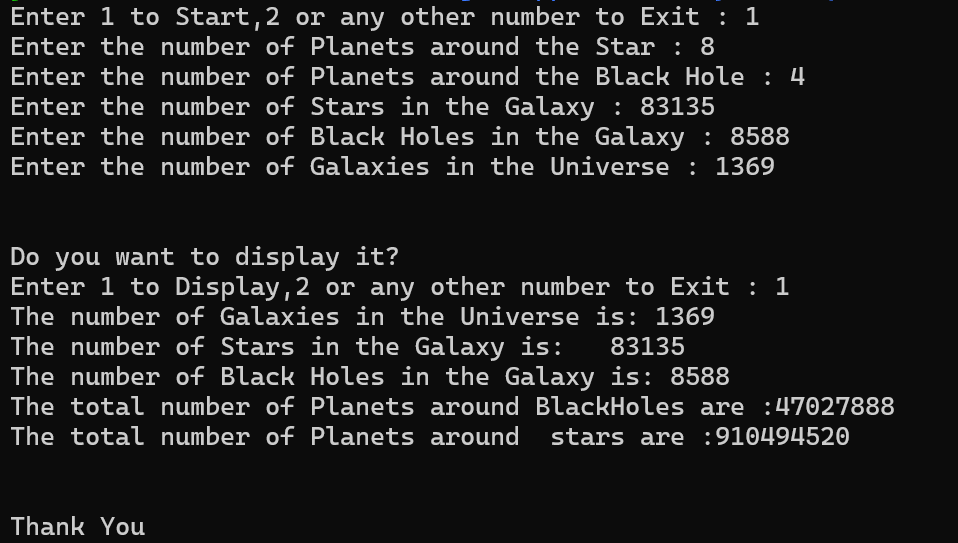 Enter 1 to Start,2 or any other number to Exit : 1
Enter the number of Planets around the Star : 8
Enter the number of Planets around the Black Hole : 4
Enter the number of Stars in the Galaxy : 83135
Enter the number of Black Holes in the Galaxy : 8588
Enter the number of Galaxies in the Universe : 1369
Do you want to display it?
Enter 1 to Display,2 or any other number to Exit : 1
The number of Galaxies in the Universe is: 1369
The number of Stars in the Galaxy is:   83135
The number of Black Holes in the Galaxy is: 8588
The total number of Planets around BlackHoles are :47027888
The total number of Planets around  stars are :910494520
Thank You